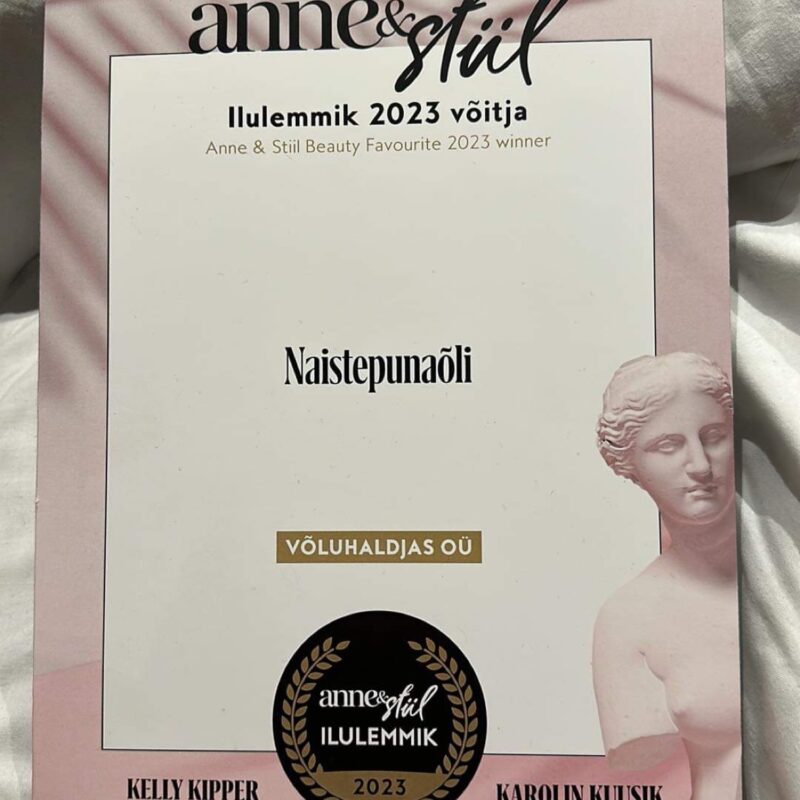 anne&stiil
Ilulemmik 2023 võitja
Anne & Stiil Beauty Favourite 2023 winner
Naistepunaõli
VÕLUHALDJAS OÜ
anne&stiil
ILULEMMIK
2023
KELLY KIPPER
KAROLIN KUUSIK